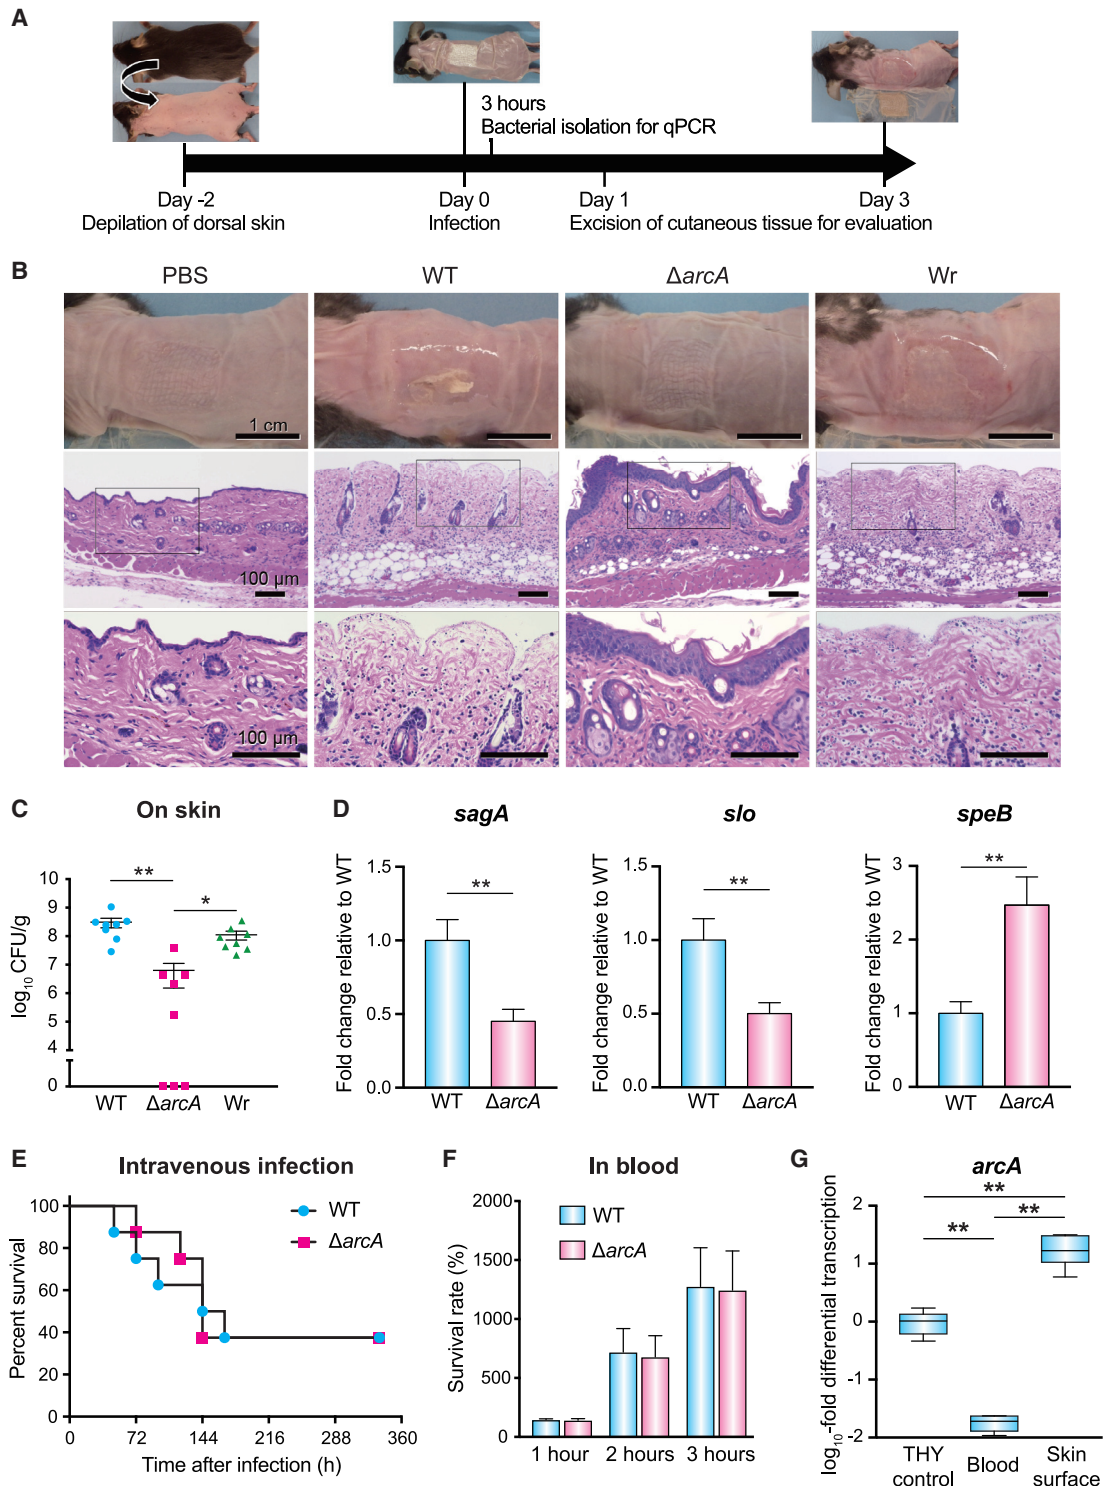 A
3 hours
Bacterial isolation for qPCR
Day -2
Depilation of dorsal skin
Day 0
Infection
Day 1
Day 3
Excision of cutaneous tissue for evaluation
B
PBS
WT
ΔarcA
Wr
1 cm
100 µm
100 µm
C
On skin
log10 CFU/g
10
9
8
7
6
5
4
0
**
*
WT
ΔarcA
Wr
D
sagA
Fold change relative to WT
1.5
1.0
0.5
0.0
**
WT
ΔarcA
slo
Fold change relative to WT
1.5
1.0
0.5
0.0
**
WT
ΔarcA
speB
Fold change relative to WT
3
2
1
0
**
WT
ΔarcA
E
Intravenous infection
Percent survival
100
80
60
40
20
0
WT
ΔarcA
0
72
144
216
288
360
Time after infection (h)
F
In blood
Survival rate (%)
2000
1500
1000
500
0
WT
ΔarcA
1 hour
2 hours
3 hours
G
arcA
log10-fold differential transcription
2
1
0
-1
-2
**
**
**
THY
control
Blood
Skin
surface